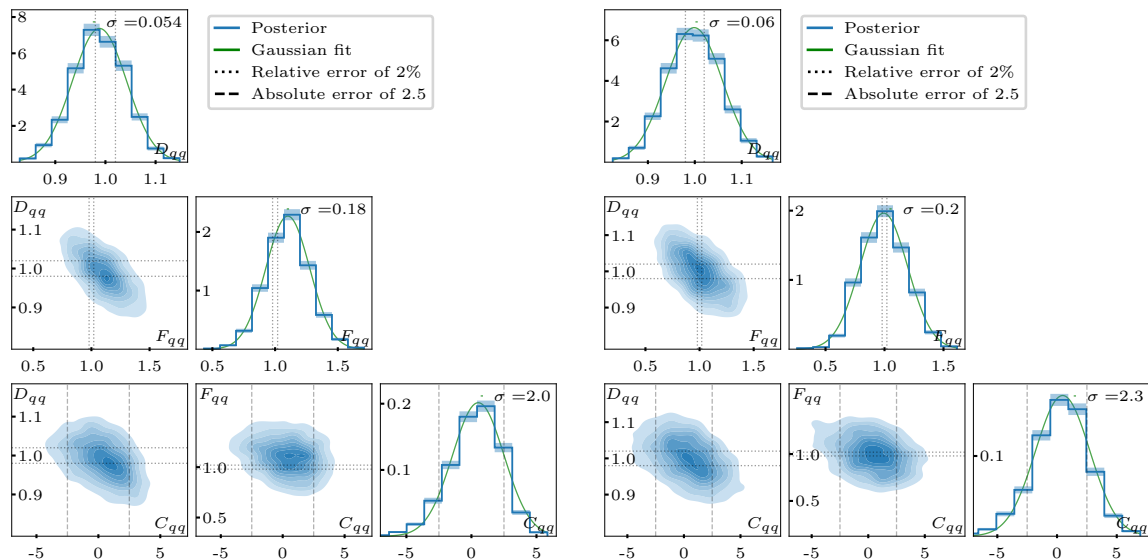 8
6
4
2
σ =0.054
D_qq
0.9 1.0 1.1
Posterior
Gaussian fit
Relative error of 2%
Absolute error of 2.5
D_qq
1.1
1.0
0.9
F_qq
0.5 1.0 1.5
2
1
σ =0.18
F_qq
0.5 1.0 1.5
D_qq
1.1
1.0
0.9
C_qq
-5 0 5
F_qq
1.0
0.5
C_qq
-5 0 5
0.2
0.1
σ =2.0
C_qq
-5 0 5
6
4
2
σ =0.06
D_qq
0.9 1.0 1.1
Posterior
Gaussian fit
Relative error of 2%
Absolute error of 2.5
D_qq
1.1
1.0
0.9
F_qq
0.5 1.0 1.5
2
1
σ =0.2
F_qq
0.5 1.0 1.5
D_qq
1.1
1.0
0.9
C_qq
-5 0 5
F_qq
1.5
1.0
0.5
C_qq
-5 0 5
0.1
σ =2.3
C_qq
-5 0 5